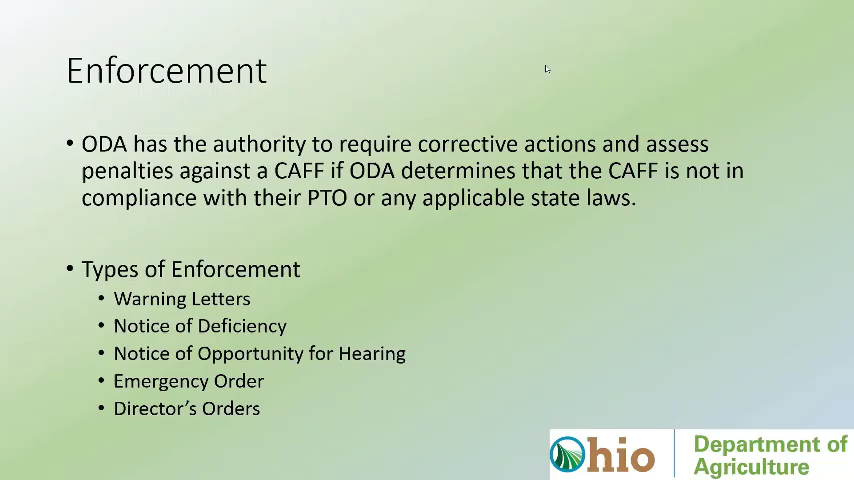 Enforcement
• ODA has the authority to require corrective actions and assess
penalties against a CAFF if ODA determines that the CAFF is not in
compliance with their PTO or any applicable state laws.
• Types of Enforcement
• Warning Letters
• Notice of Deficiency
• Notice of Opportunity for Hearing
• Emergency Order
• Director’s Orders
Ohio
Department of
Agriculture